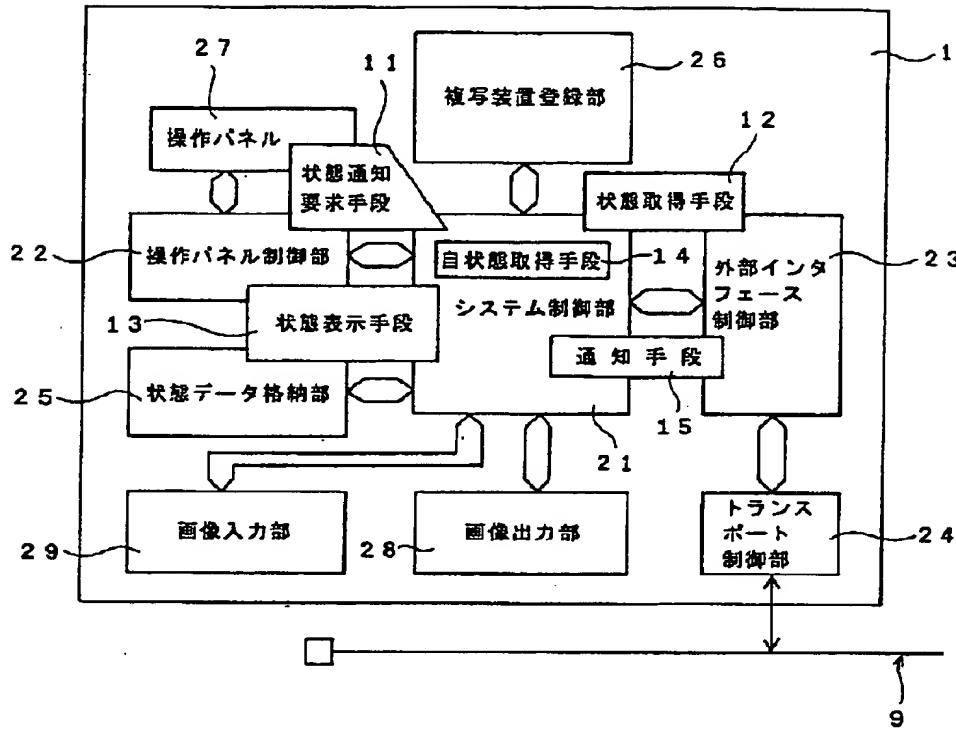 27
11
26
1
複写装置登録部
操作パネル
12
状態通知
要求手段
状態取得手段
22
操作パネル制御部
自状態取得手段
14
外部インタ
フェース
制御部
23
システム制御部
13
状態表示手段
通知手段
25
状態データ格納部
15
21
画像入力部
画像出力部
トランス
ポート
制御部
24
29
28
9